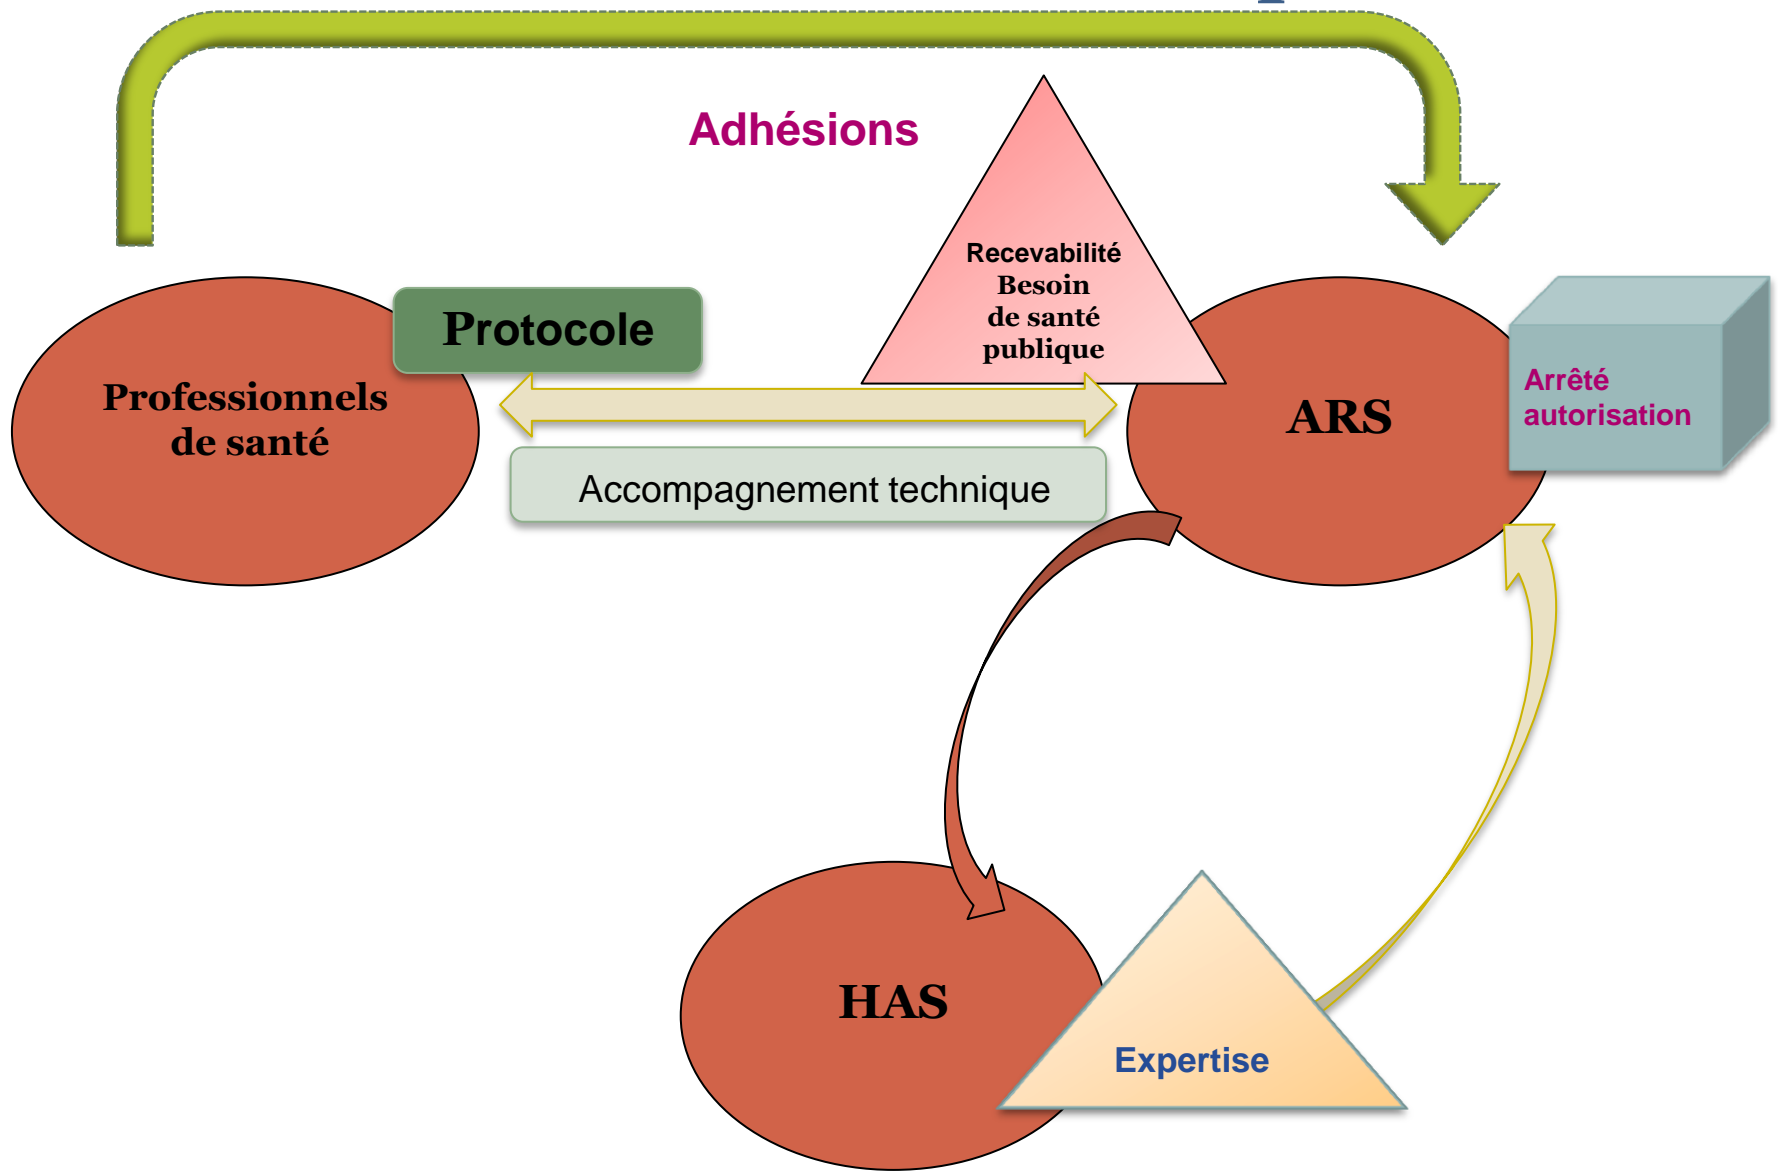 Adhésions
Recevabilité
Besoin
de santé
publique
Protocole
Professionnels
de santé
ARS
Arrêté
autorisation
Accompagnement technique
HAS
Expertise